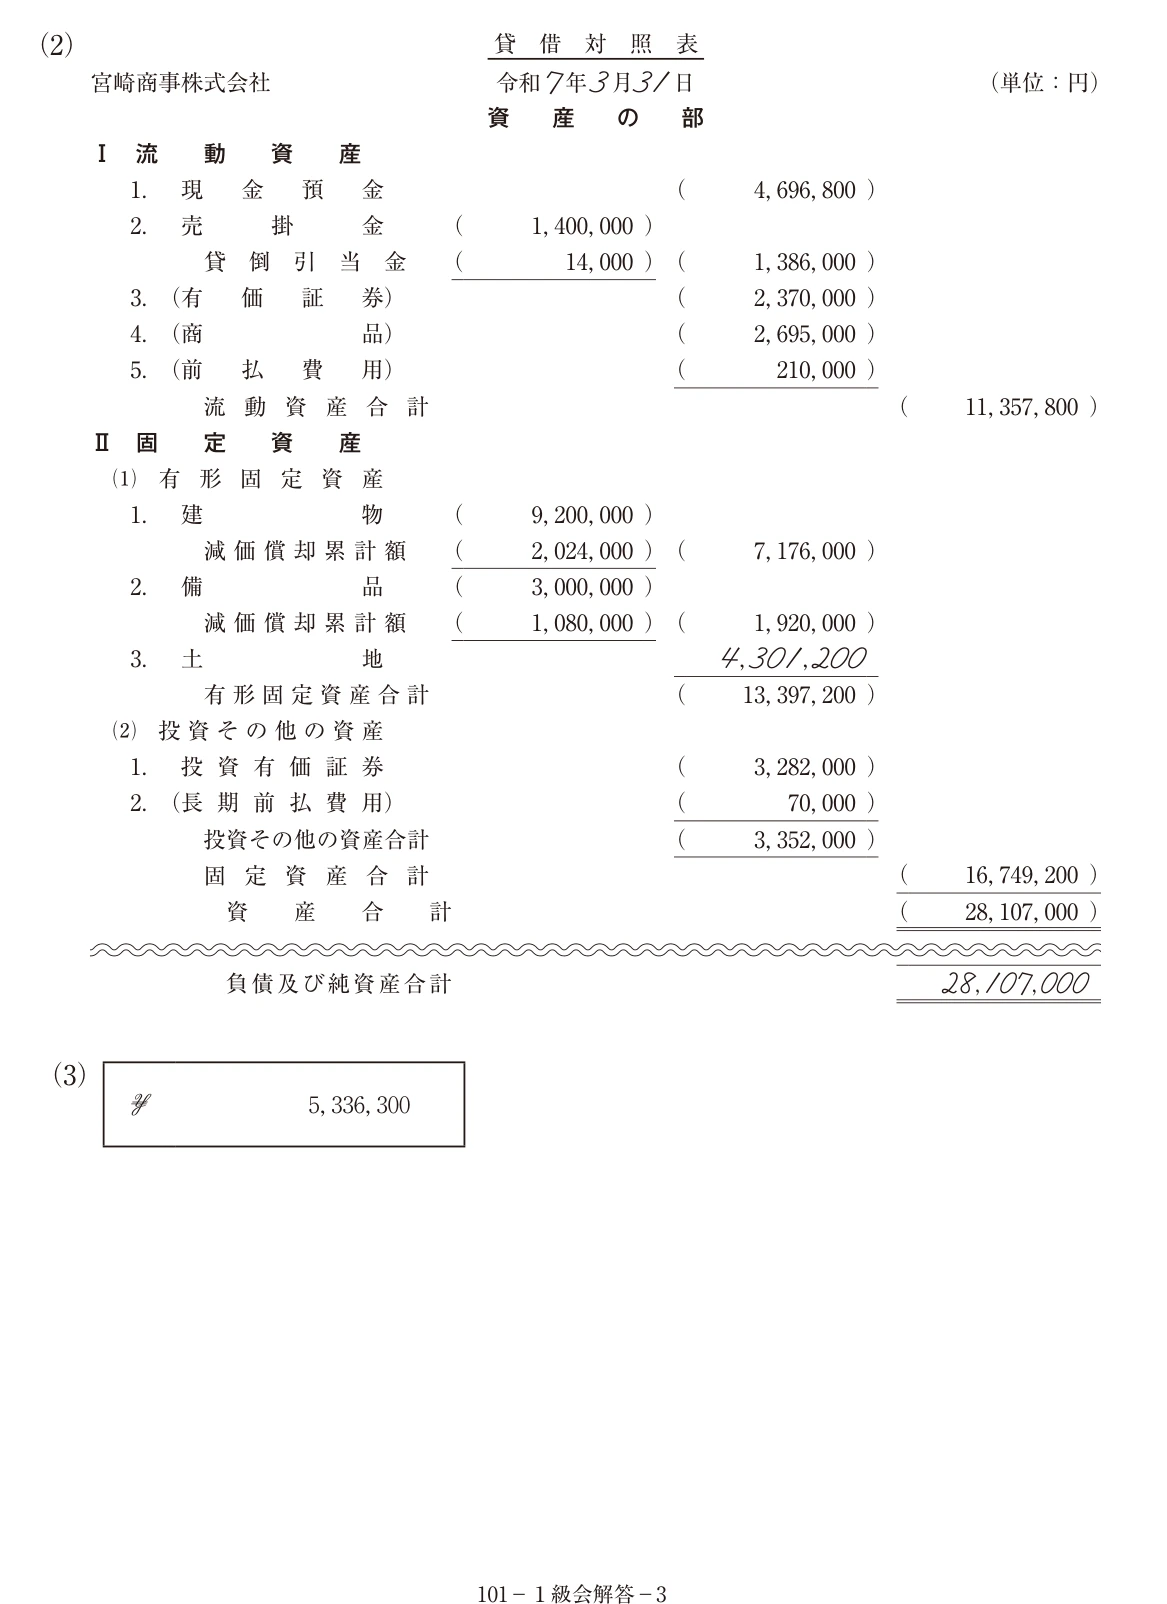 (2) 貸借対照表
宮崎商事株式会社 令和7年3月31日 (単位：円)
資産の部
Ⅰ 流動資産
1. 現金預金 ( 4,696,800 )
2. 売掛金 ( 1,400,000 )
貸倒引当金 ( 14,000 ) ( 1,386,000 )
3. (有価証券) ( 2,370,000 )
4. (商品) ( 2,695,000 )
5. (前払費用) ( 210,000 )
流動資産合計 ( 11,357,800 )
Ⅱ 固定資産
(1) 有形固定資産
1. 建物 ( 9,200,000 )
減価償却累計額 ( 2,024,000 ) ( 7,176,000 )
2. 備品 ( 3,000,000 )
減価償却累計額 ( 1,080,000 ) ( 1,920,000 )
3. 土地 4,301,200
有形固定資産合計 ( 13,397,200 )
(2) 投資その他の資産
1. 投資有価証券 ( 3,282,000 )
2. (長期前払費用) ( 70,000 )
投資その他の資産合計 ( 3,352,000 )
固定資産合計 ( 16,749,200 )
資産合計 ( 28,107,000 )
負債及び純資産合計 28,107,000
(3) ¥ 5,336,300
101－1級会解答－3